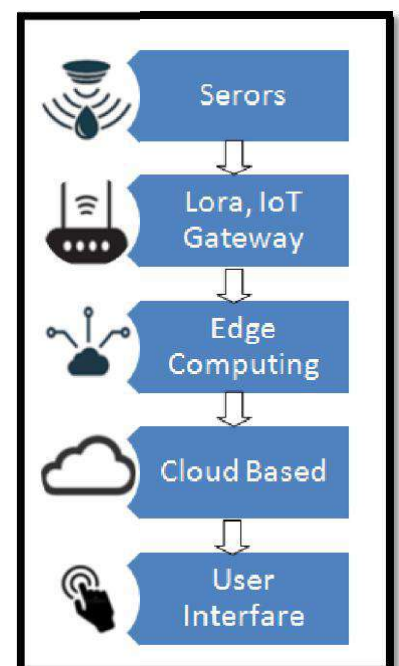 Serors
Lora, IoT
Gateway
Edge
Computing
Cloud Based
User
Interfare